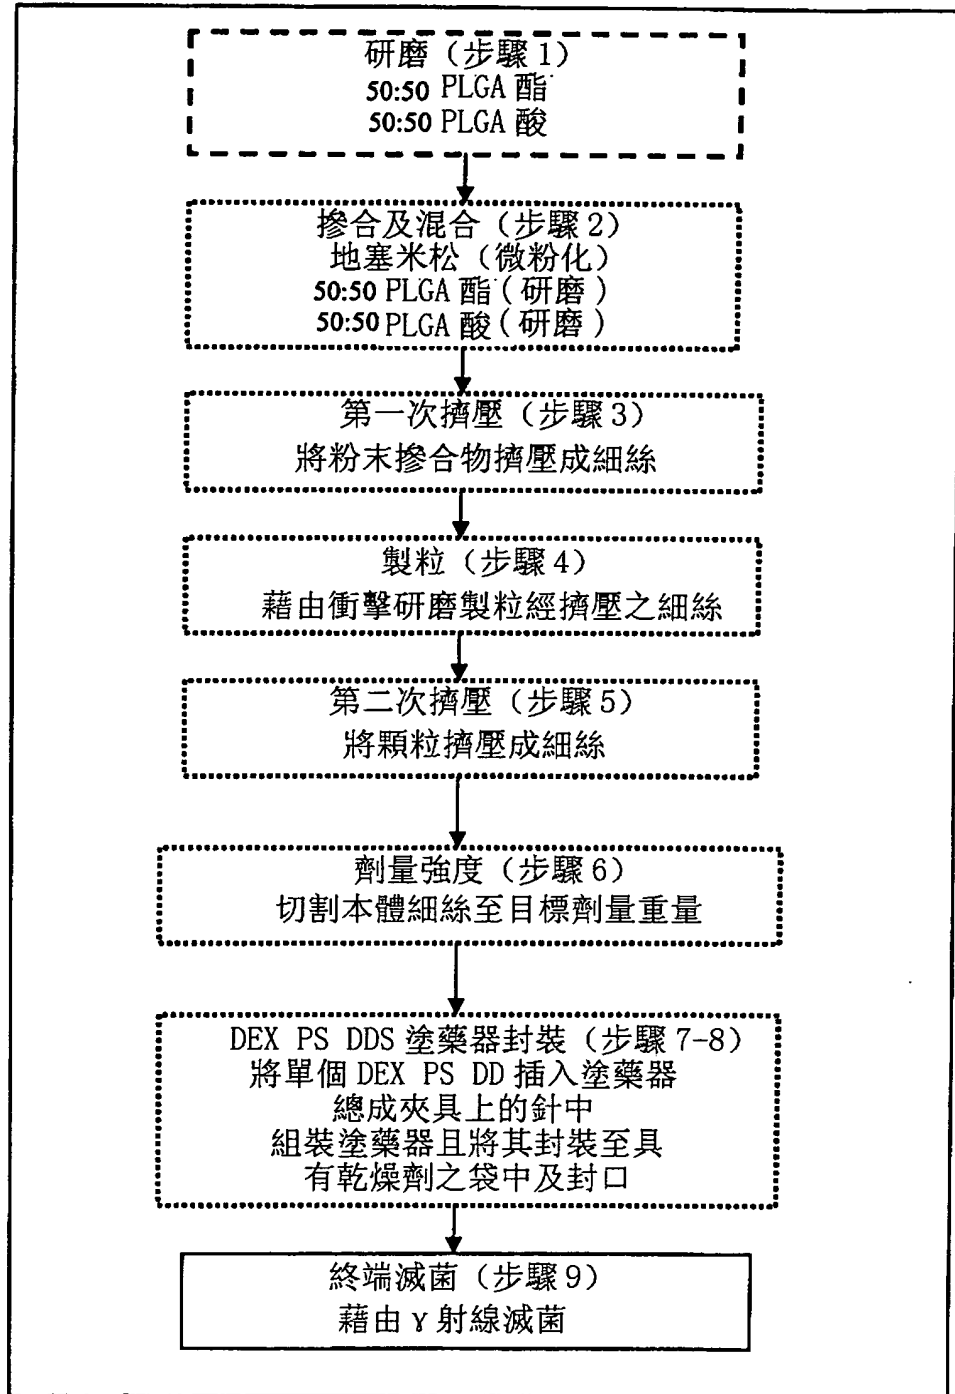 研磨（步驟1）
50:50 PLGA 酯
50:50 PLGA 酸
摻合及混合（步驟2）
地塞米松（微粉化）
50:50 PLGA 酯(研磨)
50:50 PLGA 酸(研磨)
第一次擠壓（步驟3）
將粉末摻合物擠壓成細絲
製粒（步驟4）
藉由衝擊研磨製粒經擠壓之細絲
第二次擠壓（步驟5）
將顆粒擠壓成細絲
劑量強度（步驟6）
切割本體細絲至目標劑量重量
DEX PS DDS 塗藥器封裝（步驟7-8）
將單個 DEX PS DD 插入塗藥器
總成夾具上的針中
組裝塗藥器且將其封裝至具
有乾燥劑之袋中及封口
終端滅菌（步驟9）
藉由γ射線滅菌